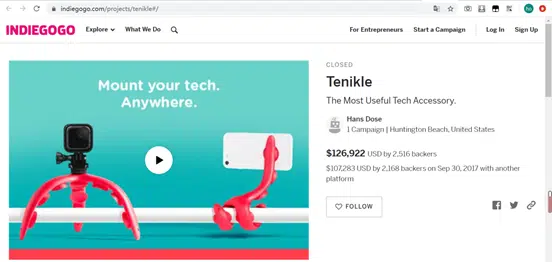 indiegogo.com/projects/tenikle#/
INDIEGOGO
Explore
What We Do
For Entrepreneurs
Start a Campaign
Log In
Sign Up
Mount your tech.
Anywhere.
CLOSED
Tenikle
The Most Useful Tech Accessory.
Hans Dose
1 Campaign | Huntington Beach, United States
$126,922 USD by 2,516 backers
$107,283 USD by 2,168 backers on Sep 30, 2017 with another
platform
FOLLOW